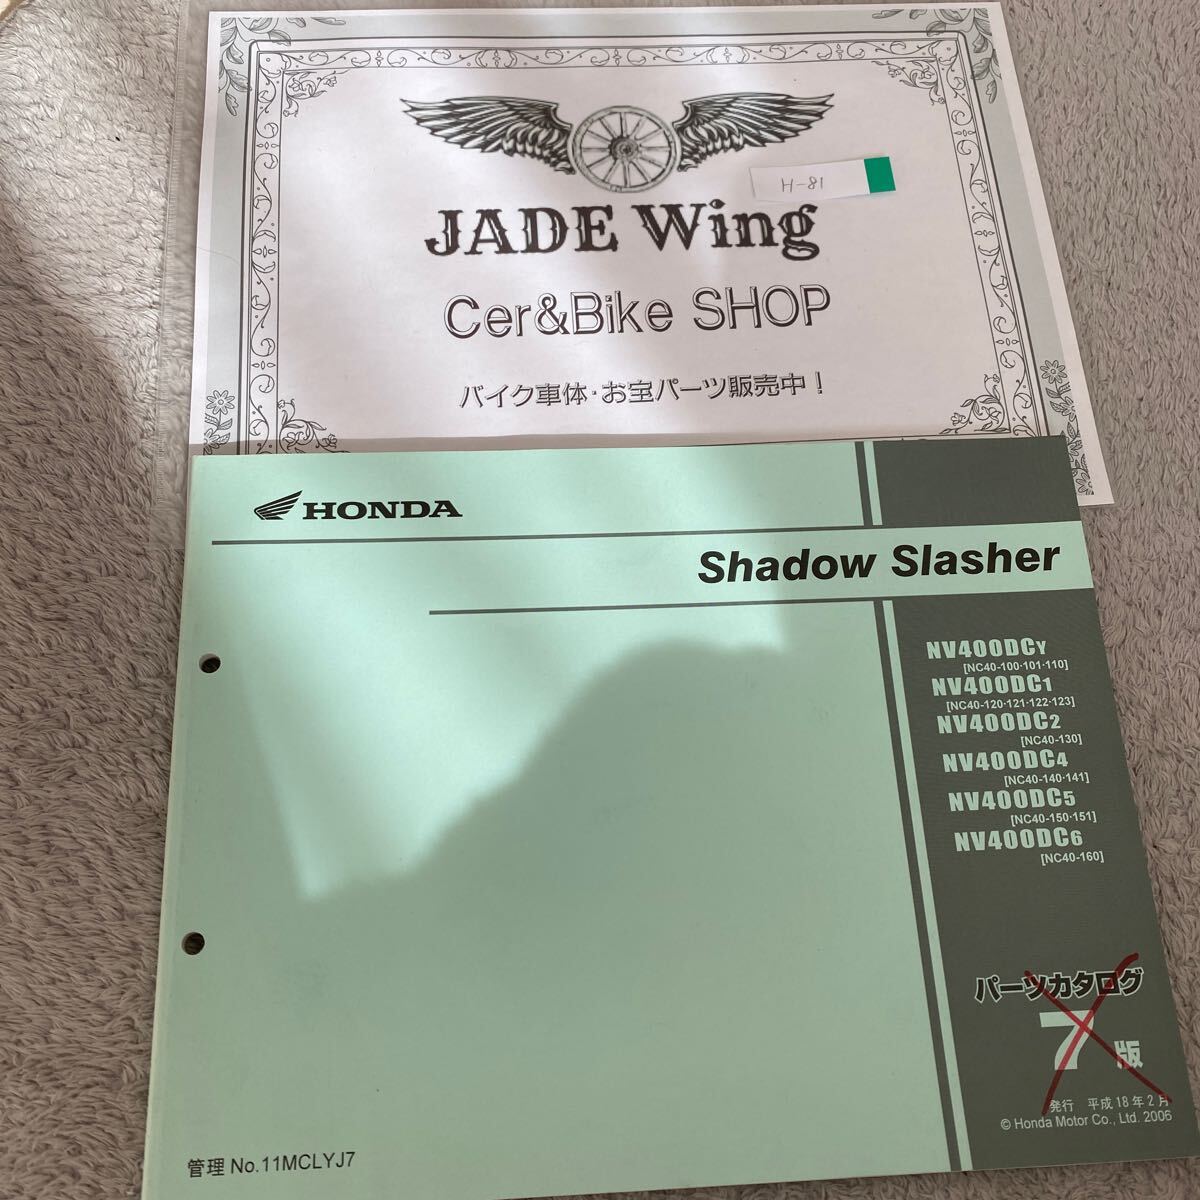 H-81
JADE Wing
Cer&Bike SHOP
バイク車体・お宝パーツ販売中！
HONDA
Shadow Slasher
NV400DCY
[NC40-100·101·110]
NV400DC1
[NC40-120·121·122·123]
NV400DC2
[NC40-130]
NV400DC4
[NC40-140·141]
NV400DC5
[NC40-150·151]
NV400DC6
[NC40-160]
パーツカタログ
7版
発行 平成18年2月
© Honda Motor Co., Ltd. 2006
管理 No.11MCLYJ7